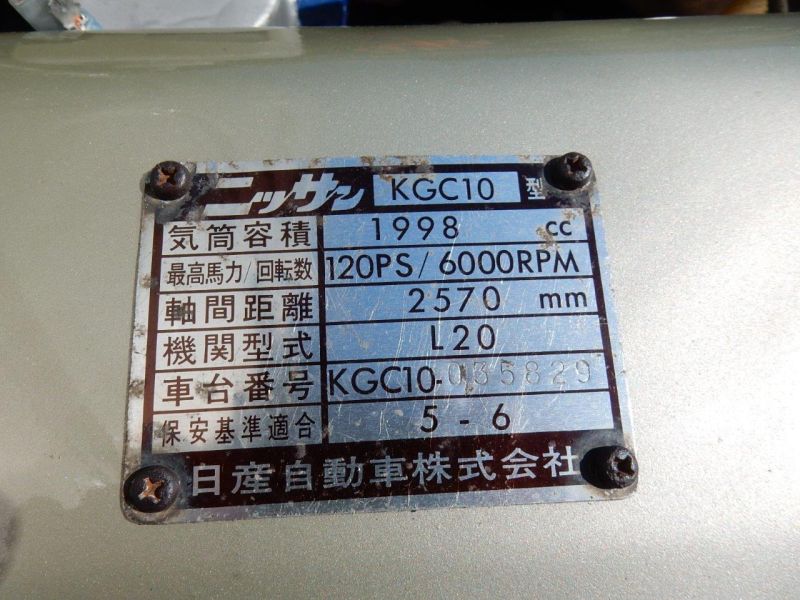 ニッサン KGC10 型
気筒容積 1998 cc
最高馬力/回転数 120PS/6000RPM
軸間距離 2570 mm
機関型式 L20
車台番号 KGC10-035829
保安基準適合 5-6
日産自動車株式会社